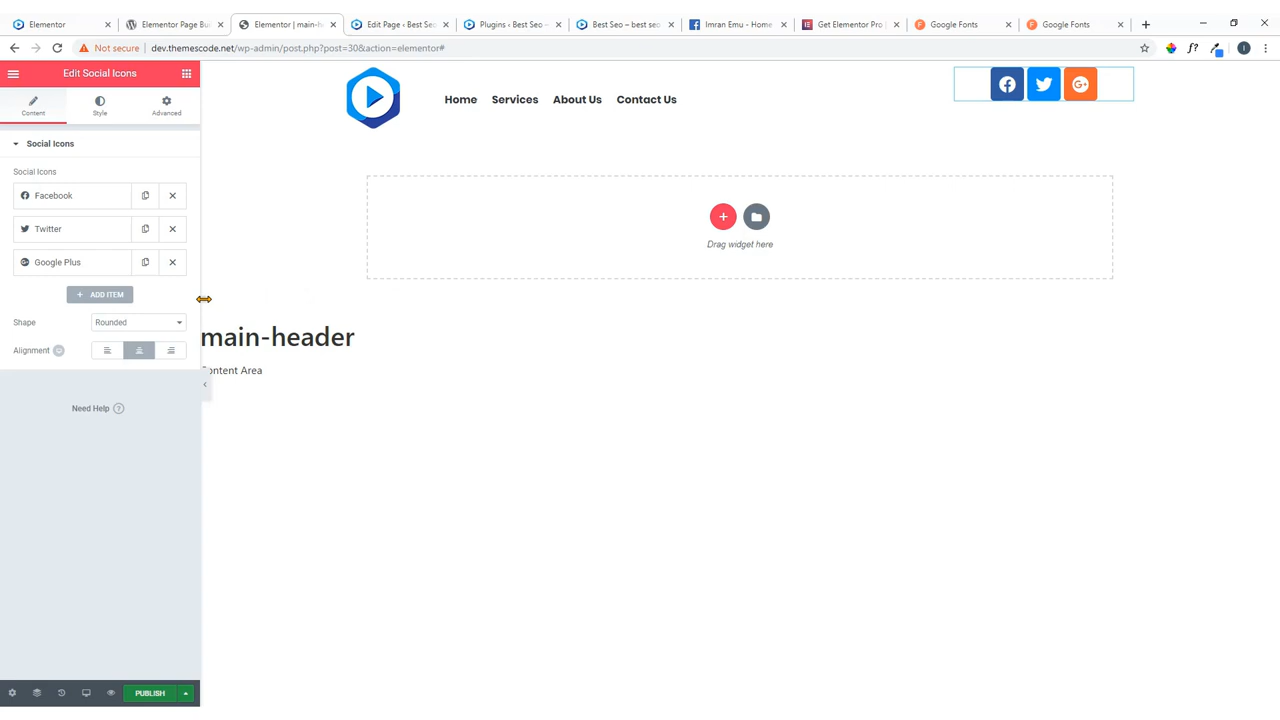 Elementor
Elementor Page Bu
Elementor | main-h
Edit Page ‹ Best Sec
Plugins ‹ Best Seo –
Best Seo – best seo
Imran Emu - Home
Get Elementor Pro |
Google Fonts
Google Fonts
Not secure
dev.themescode.net/wp-admin/post.php?post=30&action=elementor#
f?
I
Edit Social Icons
Content
Style
Advanced
Social Icons
Social Icons
Facebook
Twitter
Google Plus
+ ADD ITEM
Shape
Rounded
Alignment
Need Help ?
PUBLISH
Home
Services
About Us
Contact Us
Drag widget here
main-header
ontent Area